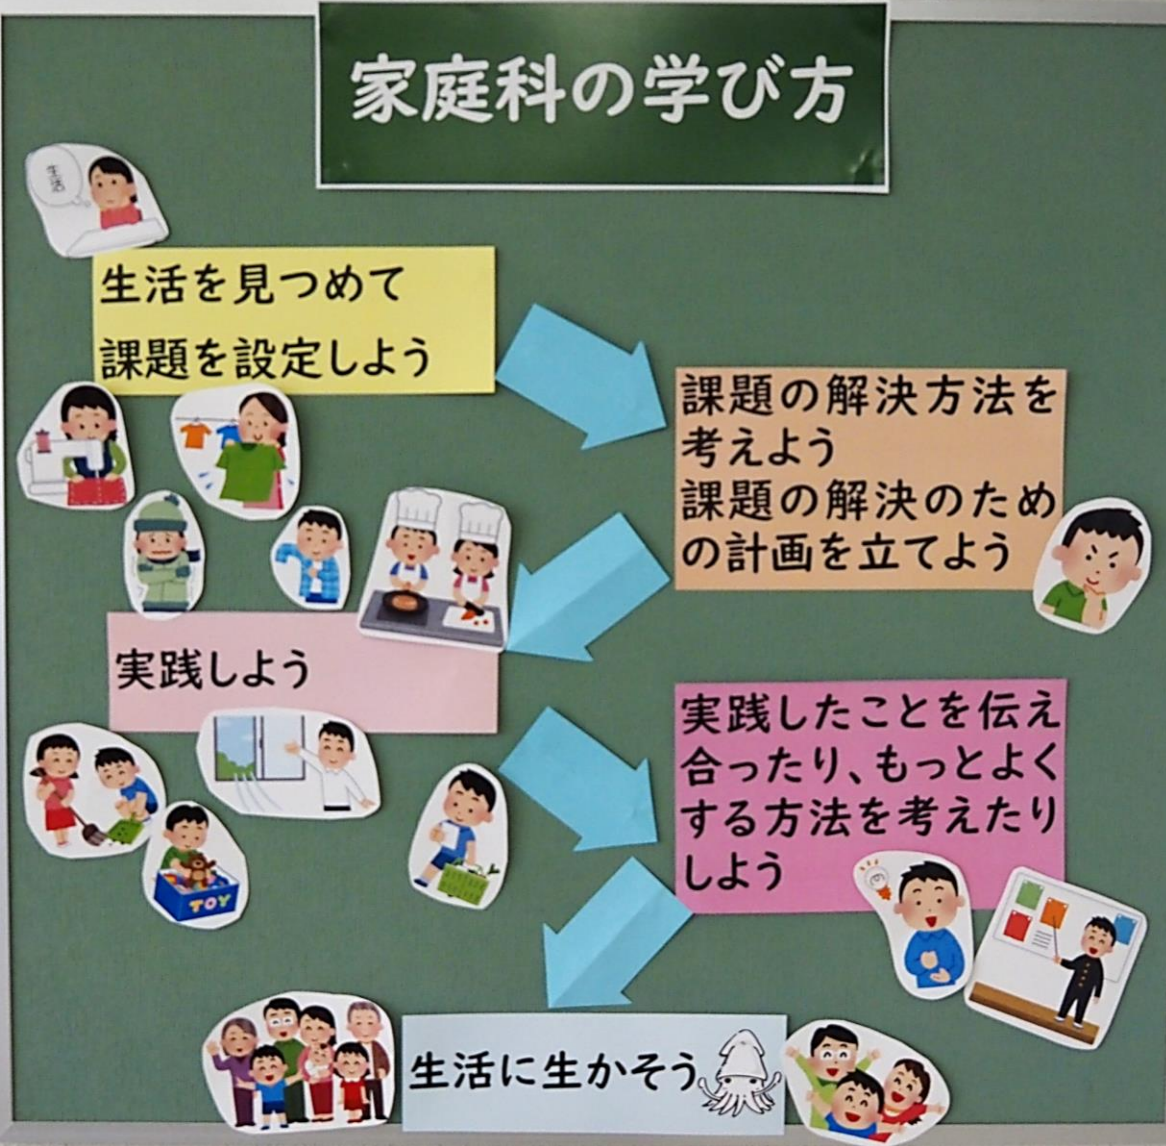 家庭科の学び方
生活
生活を見つめて
課題を設定しよう
課題の解決方法を
考えよう
課題の解決のため
の計画を立てよう
実践しよう
実践したことを伝え
合ったり、もっとよく
する方法を考えたり
しよう
TOY
生活に生かそう